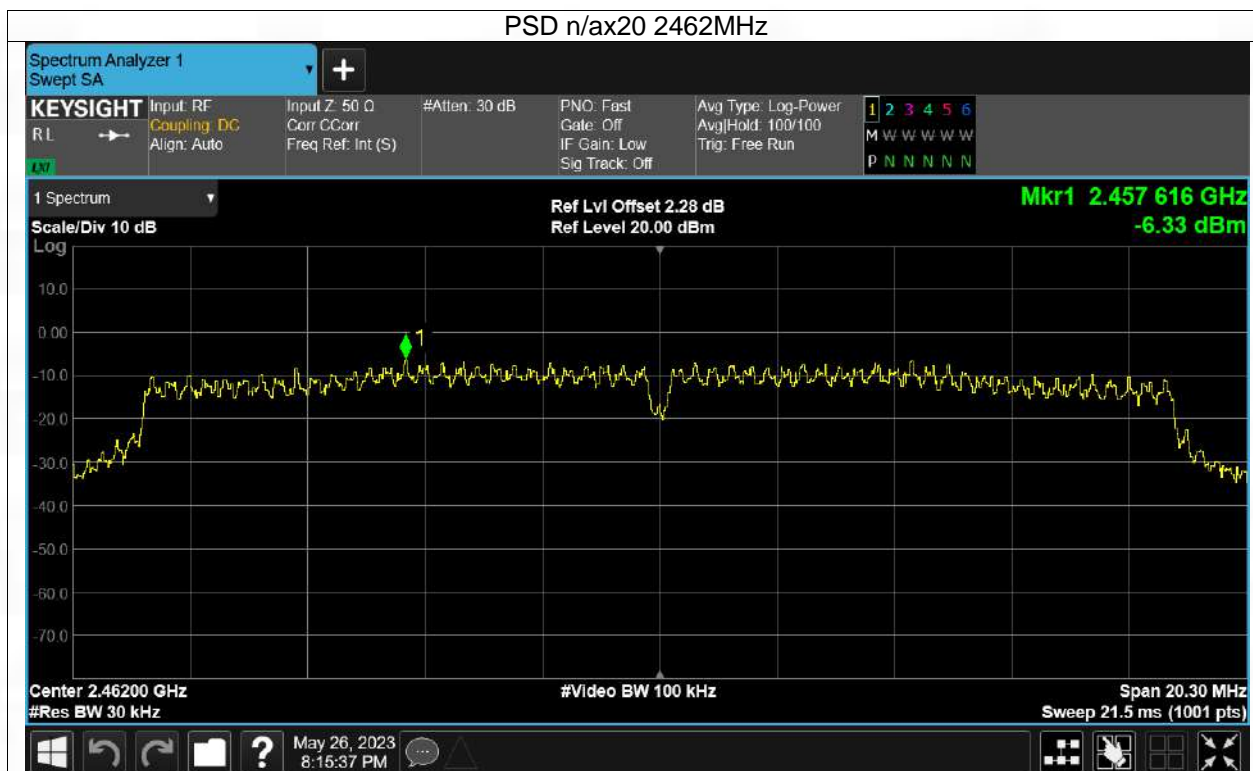 PSD n/ax20 2462MHz
Spectrum Analyzer 1
Swept SA
+
KEYSIGHT
RL
LXI
Input: RF
Coupling: DC
Align: Auto
Input Z: 50 Ω
Corr CCorr
Freq Ref: Int (S)
#Atten: 30 dB
PNO: Fast
Gate: Off
IF Gain: Low
Sig Track: Off
Avg Type: Log-Power
Avg|Hold: 100/100
Trig: Free Run
1 2 3 4 5 6
M W W W W W
P N N N N N
1 Spectrum
Scale/Div 10 dB
Ref Lvl Offset 2.28 dB
Ref Level 20.00 dBm
Mkr1 2.457 616 GHz
-6.33 dBm
Log
10.0
0.00
-10.0
-20.0
-30.0
-40.0
-50.0
-60.0
-70.0
1
Center 2.46200 GHz
#Res BW 30 kHz
#Video BW 100 kHz
Span 20.30 MHz
Sweep 21.5 ms (1001 pts)
?
May 26, 2023
8:15:37 PM